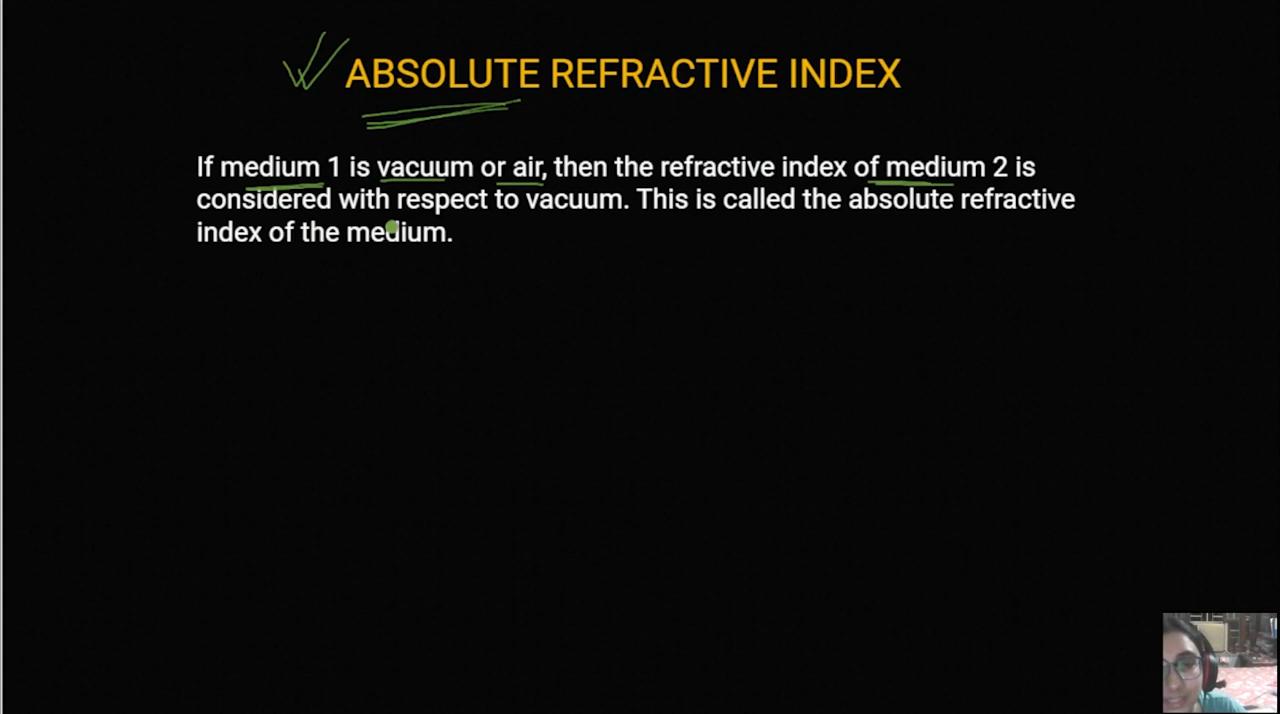 ABSOLUTE REFRACTIVE INDEX
If medium 1 is vacuum or air, then the refractive index of medium 2 is
considered with respect to vacuum. This is called the absolute refractive
index of the medium.